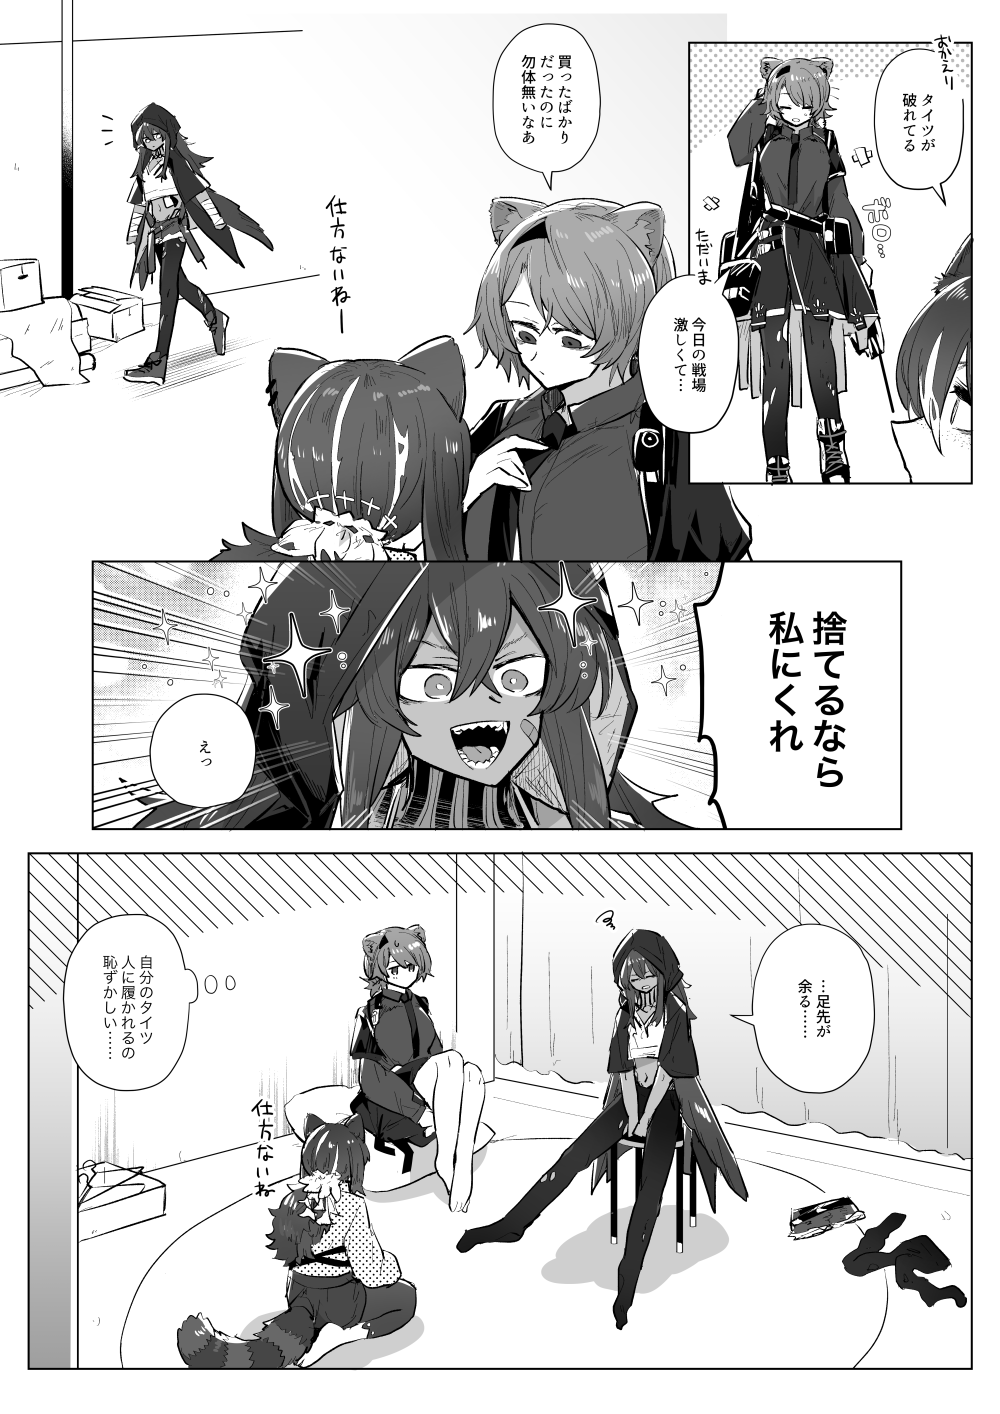 おかえり
タイツが
破れてる
ボロ…
ただいま
今日の戦場
激しくて…
買ったばかり
だったのに
勿体無いなあ
仕方ないねー
捨てるなら
私にくれ
えっ
…足先が
余る……
自分のタイツ
人に履かれるの
恥ずかしい……
仕方ないね